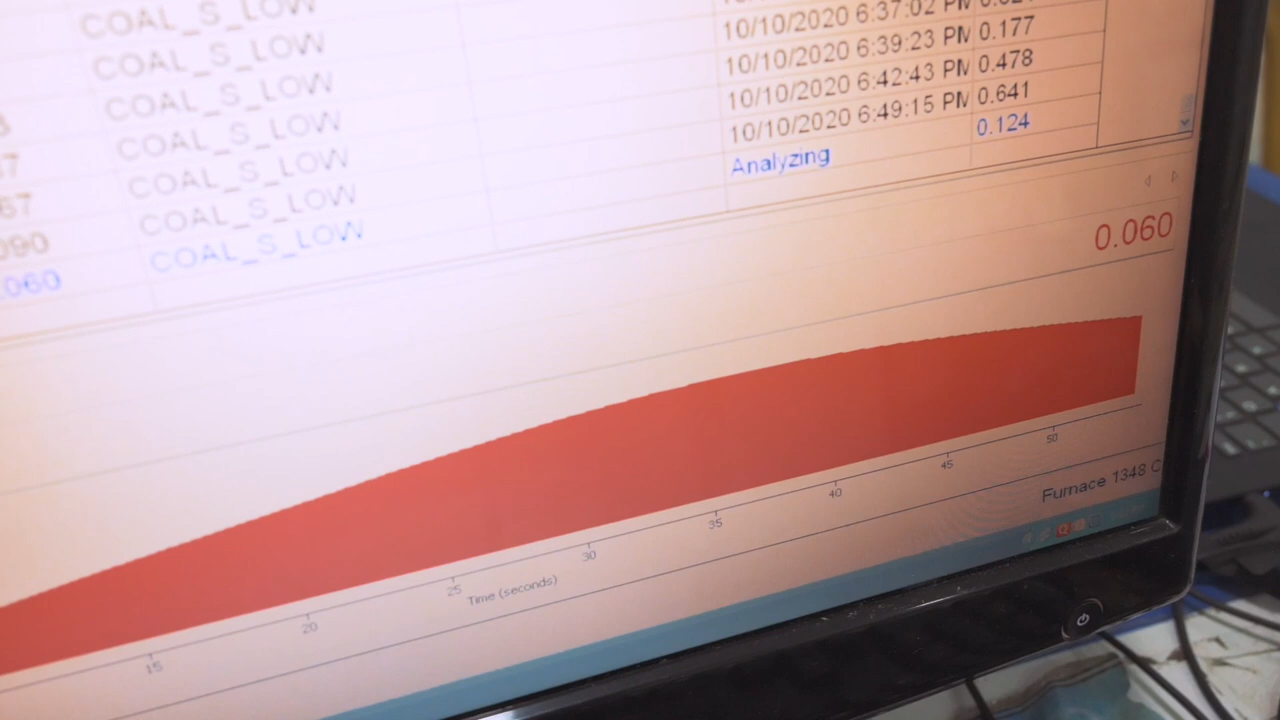 COAL_S_LOW 10/10/2020 6:37:02 PM
COAL_S_LOW 10/10/2020 6:39:23 PM 0.177
COAL_S_LOW 10/10/2020 6:42:43 PM 0.478
COAL_S_LOW 10/10/2020 6:49:15 PM 0.641
COAL_S_LOW Analyzing 0.124
COAL_S_LOW
090 COAL_S_LOW
.060
0.060
15 20 25 30 35 40 45 50
Time (seconds)
Furnace 1348 C